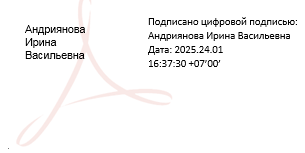 Андриянова
Ирина
Васильевна
Подписано цифровой подписью:
Андриянова Ирина Васильевна
Дата: 2025.24.01
16:37:30 +07'00'